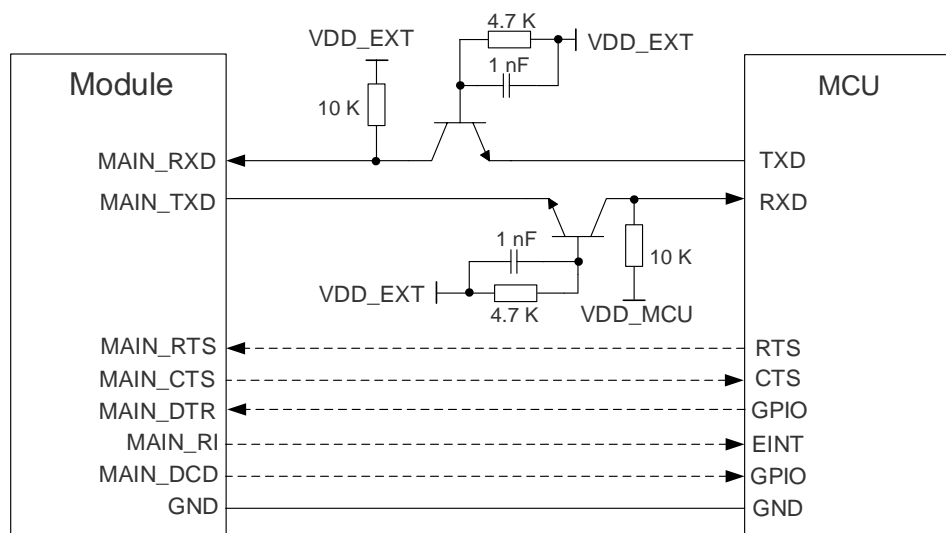 4.7 K
VDD_EXT
VDD_EXT
1 nF
Module
MCU
10 K
MAIN_RXD
TXD
MAIN_TXD
RXD
1 nF
10 K
VDD_EXT
4.7 K
VDD_MCU
MAIN_RTS
RTS
MAIN_CTS
CTS
MAIN_DTR
GPIO
MAIN_RI
EINT
MAIN_DCD
GPIO
GND
GND